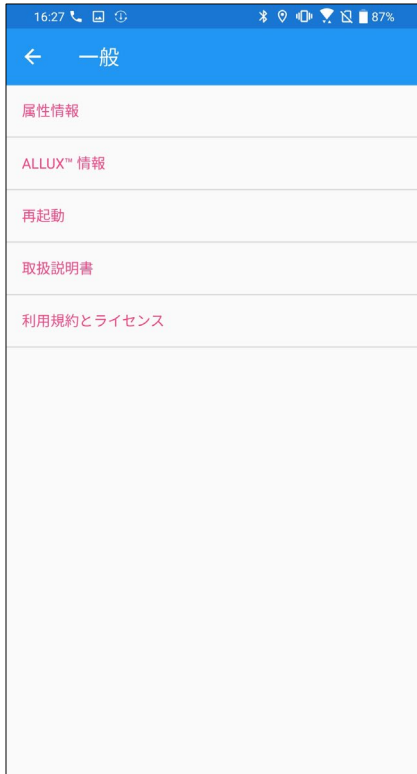 16:27 87%
一般
属性情報
ALLUX™ 情報
再起動
取扱説明書
利用規約とライセンス